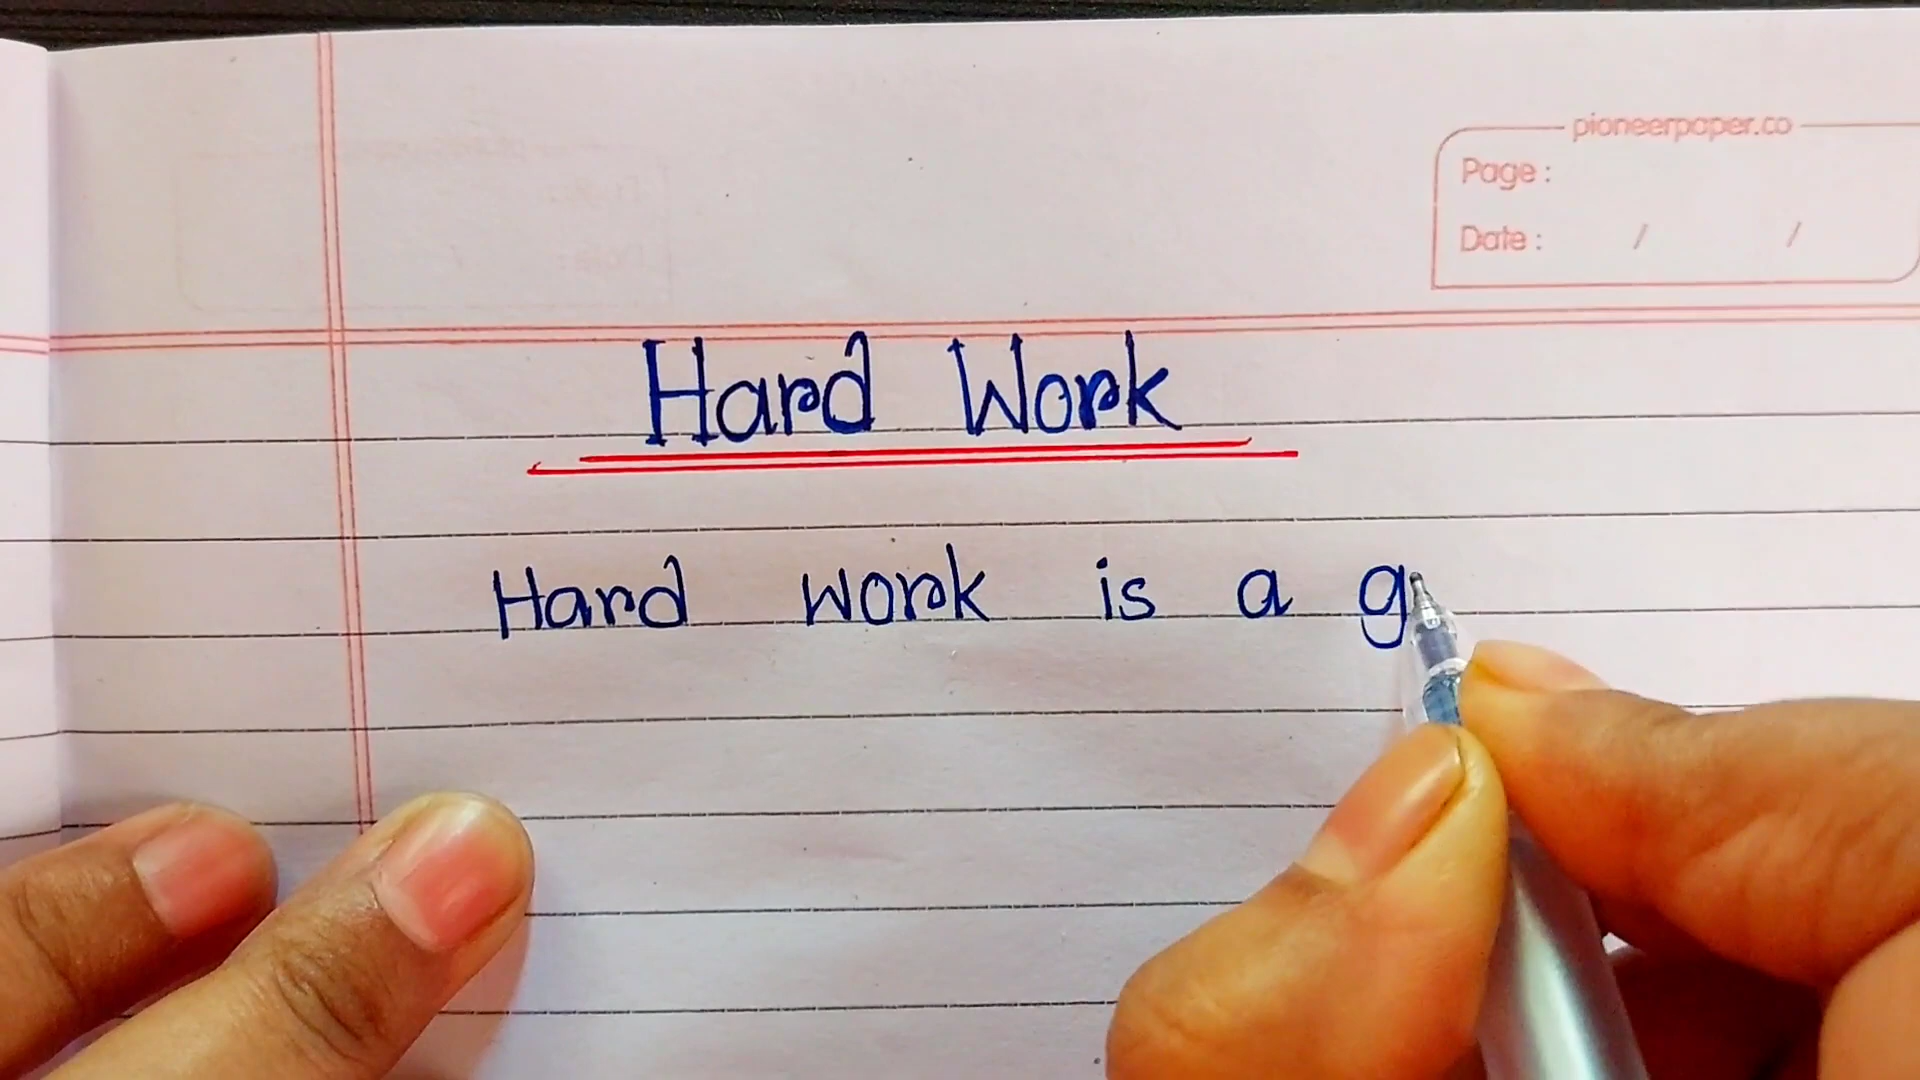 pioneerpaper.co
Page :
Date : / /
Hard Work
Hard work is a g